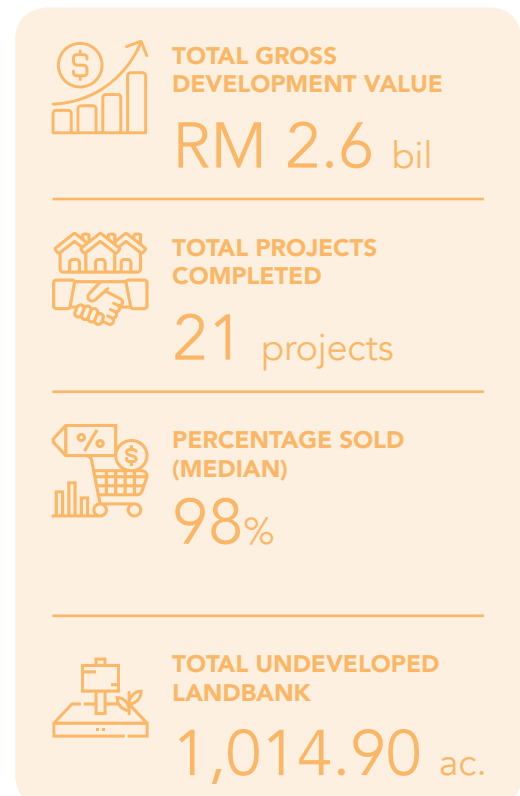 $
TOTAL GROSS
DEVELOPMENT VALUE
RM 2.6 bil
TOTAL PROJECTS
COMPLETED
21 projects
%
$
PERCENTAGE SOLD
(MEDIAN)
98%
TOTAL UNDEVELOPED
LANDBANK
1,014.90 ac.